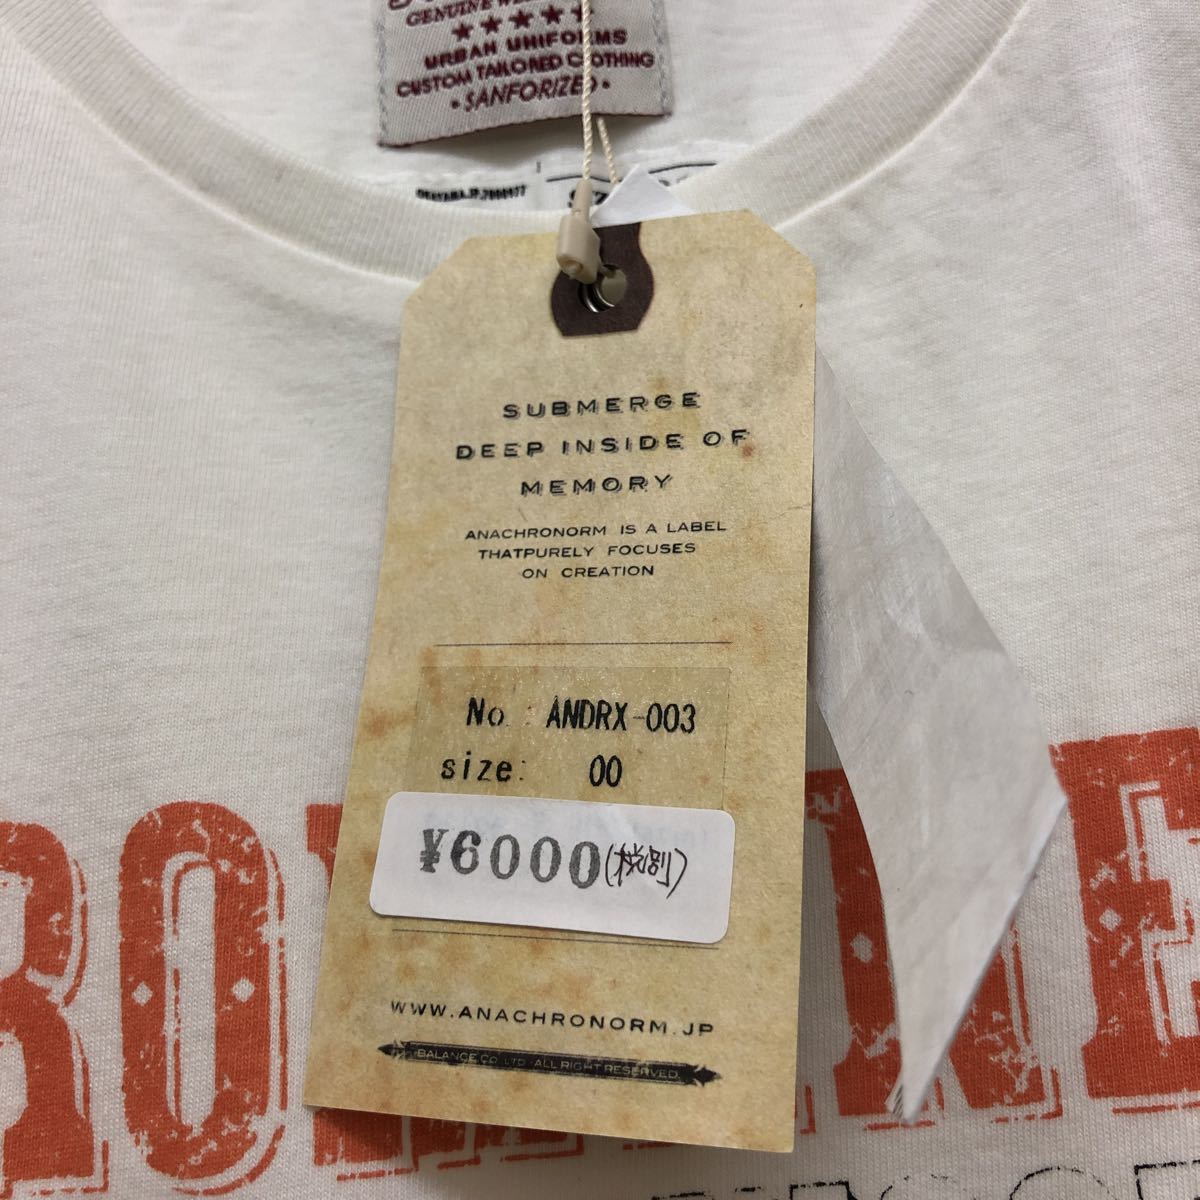 GENUINE
URBAN UNIFORMS
CUSTOM TAILORED CLOTHING
• SANFORIZED •
SUBMERGE
DEEP INSIDE OF
MEMORY
ANACHRONORM IS A LABEL
THATPURELY FOCUSES
ON CREATION
No.: ANDRX-003
size: 00
¥6000(税別)
WWW.ANACHRONORM.JP
BALANCE CO.LTD. ALL RIGHT RESERVED.